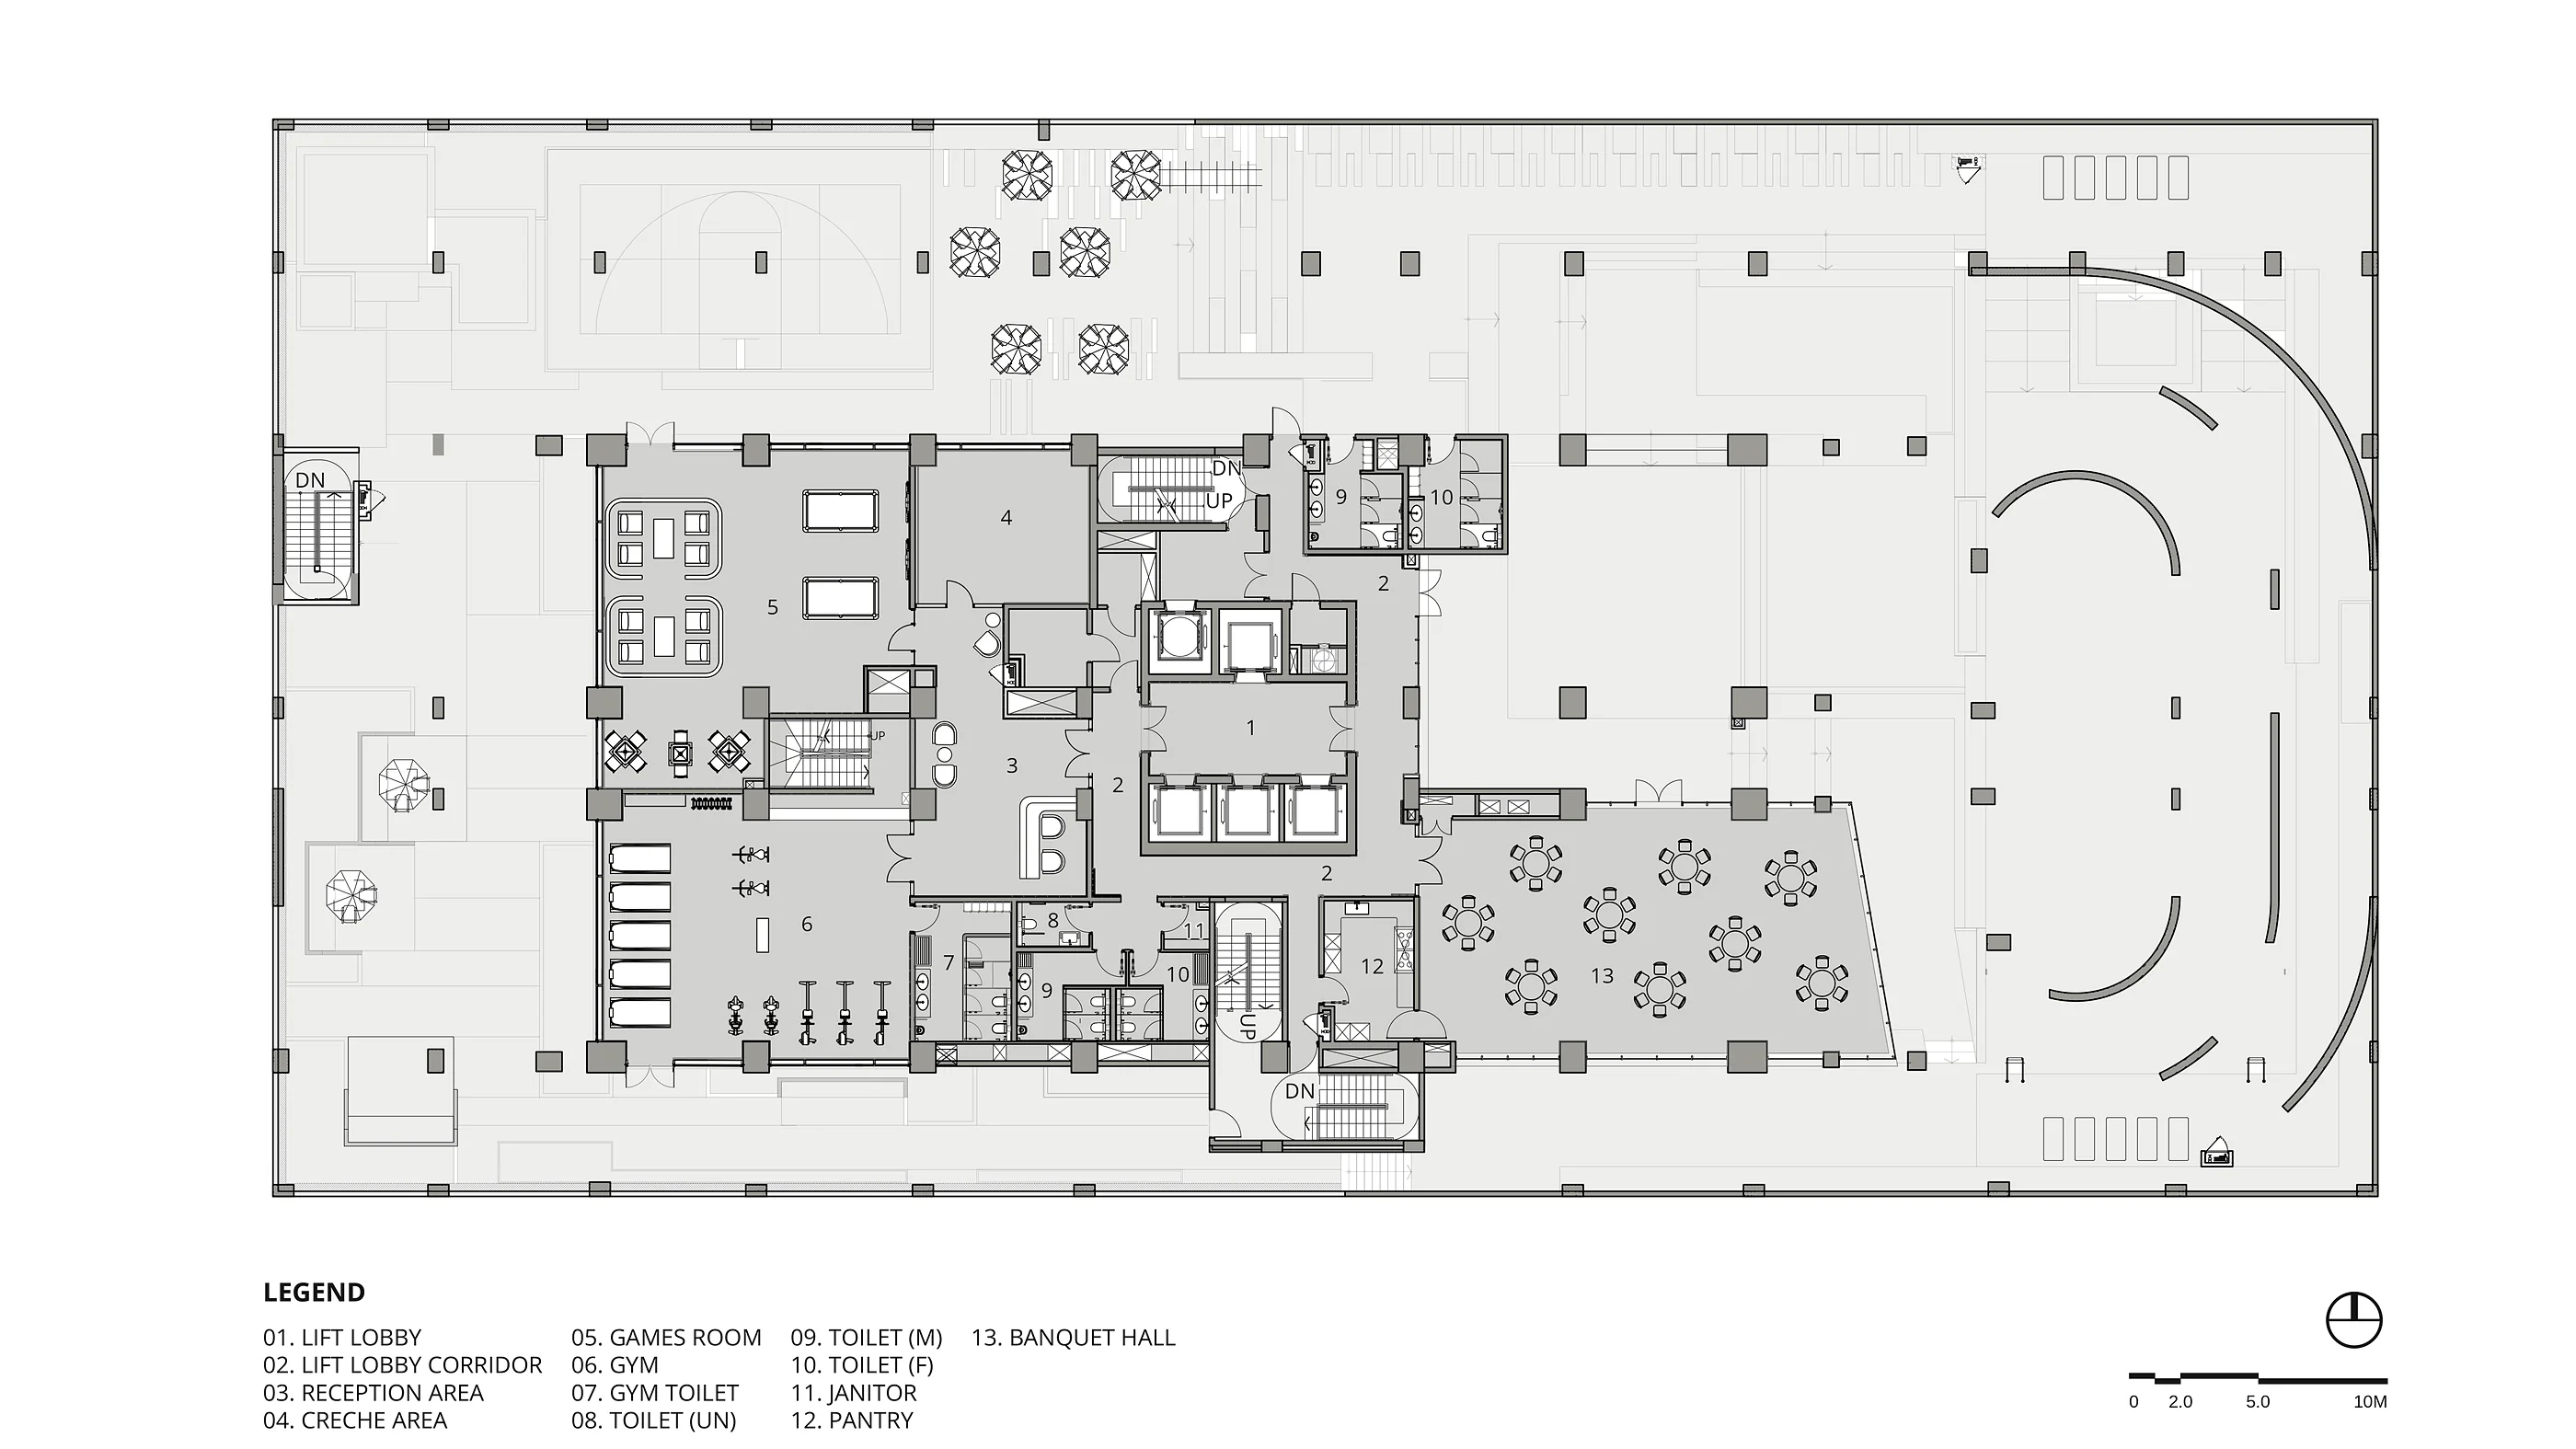 DN
UP
DN
9
10
4
2
5
UP
1
3
2
2
6
8
11
7
10
12
9
13
UP
DN
LEGEND
01. LIFT LOBBY
02. LIFT LOBBY CORRIDOR
03. RECEPTION AREA
04. CRECHE AREA
05. GAMES ROOM
06. GYM
07. GYM TOILET
08. TOILET (UN)
09. TOILET (M)
10. TOILET (F)
11. JANITOR
12. PANTRY
13. BANQUET HALL
0 2.0 5.0 10M